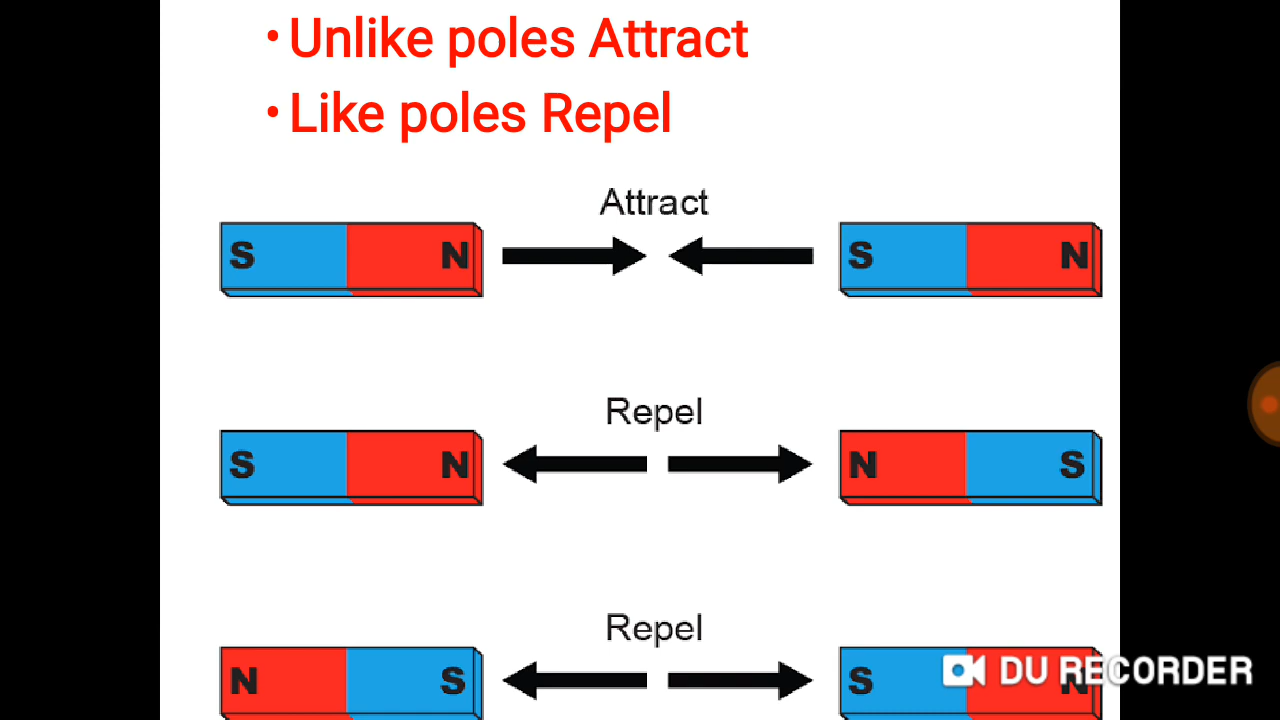 • Unlike poles Attract
• Like poles Repel
Attract
S N S N
Repel
S N N S
Repel
N S S N
DU RECORDER